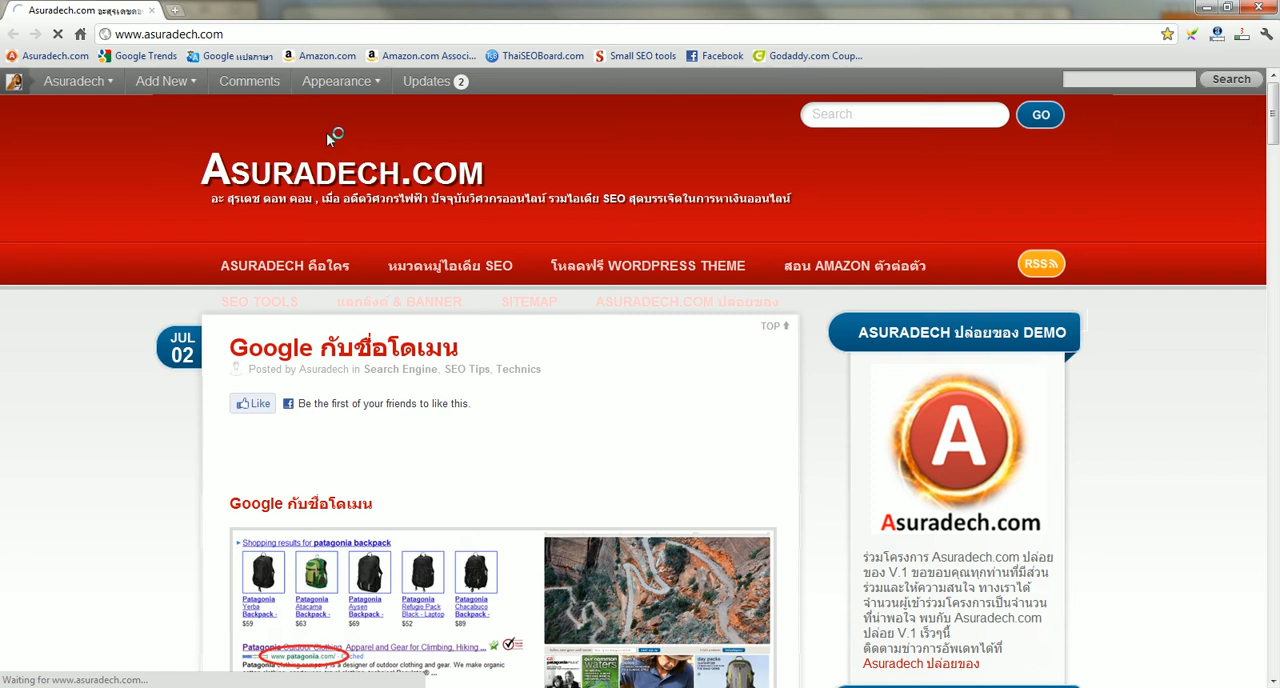 Asuradech.com อะสุรเดชดอ
www.asuradech.com
Asuradech.com Google Trends Google แปลภาษา Amazon.com Amazon.com Associ... ThaiSEOBoard.com Small SEO tools Facebook Godaddy.com Coup...
Asuradech Add New Comments Appearance Updates 2 Search
Search GO
ASURADECH.COM
อะ สุรเดช ดอท คอม , เมื่อ อดีตวิศวกรไฟฟ้า ปัจจุบันวิศวกรออนไลน์ รวมไอเดีย SEO สุดบรรเจิดในการหาเงินออนไลน์
ASURADECH คือใคร หมวดหมู่ไอเดีย SEO โหลดฟรี WORDPRESS THEME สอน AMAZON ตัวต่อตัว RSS
SEO TOOLS แลกลิงค์ & BANNER SITEMAP ASURADECH.COM ปล่อยของ
JUL
02
TOP
Google กับชื่อโดเมน
Posted by Asuradech in Search Engine, SEO Tips, Technics
Like Be the first of your friends to like this.
Google กับชื่อโดเมน
Shopping results for patagonia backpack
Patagonia Patagonia Patagonia Patagonia Patagonia
Yerba Atacama Aysen Refugio Pack Chacabuco
Backpack - Backpack - Backpack - Black - Laptop Backpack -
$59 $63 $69 $52 $89
Patagonia Outdoor Clothing, Apparel and Gear for Climbing, Hiking ...
www.patagonia.com/
Patagonia clothing company is a designer of outdoor clothing and gear. We make organic
ASURADECH ปล่อยของ DEMO
A
Asuradech.com
ร่วมโครงการ Asuradech.com ปล่อย
ของ V.1 ขอขอบคุณทุกท่านที่มีส่วน
ร่วมและให้ความสนใจ ทางเราได้
จำนวนผู้เข้าร่วมโครงการเป็นจำนวน
ที่น่าพอใจ พบกับ Asuradech.com
ปล่อย V.1 เร็วๆนี้
ติดตามข่าวการอัพเดทได้ที่
Asuradech ปล่อยของ
Waiting for www.asuradech.com...